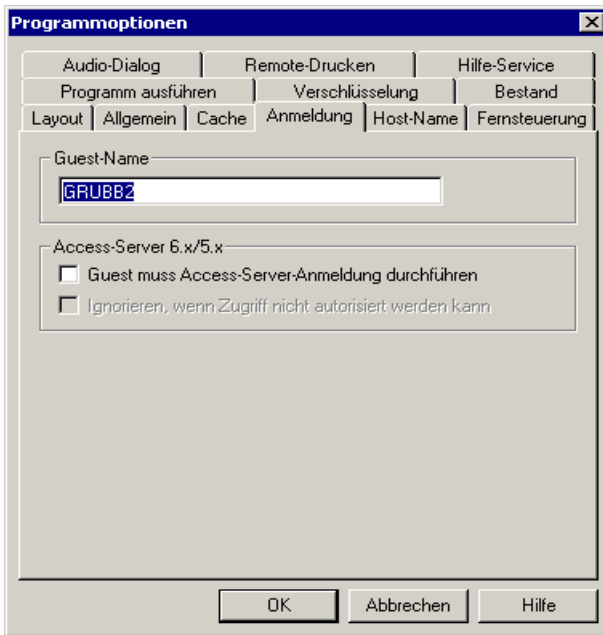 Programmoptionen
Audio-Dialog Remote-Drucken Hilfe-Service
Programm ausführen Verschlüsselung Bestand
Layout Allgemein Cache Anmeldung Host-Name Fernsteuerung
Guest-Name
GRUBB2
Access-Server 6.x/5.x
Guest muss Access-Server-Anmeldung durchführen
Ignorieren, wenn Zugriff nicht autorisiert werden kann
OK Abbrechen Hilfe